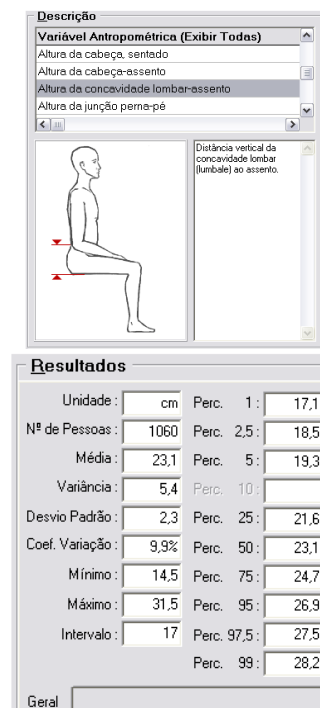 Descrição
Variável Antropométrica (Exibir Todas)
Altura da cabeça, sentado
Altura da cabeça-assento
Altura da concavidade lombar-assento
Altura da junção perna-pé
Distância vertical da
concavidade lombar
(lumbale) ao assento.
Resultados
Unidade : cm Perc. 1 : 17,1
Nº de Pessoas : 1060 Perc. 2,5 : 18,5
Média : 23,1 Perc. 5 : 19,3
Variância : 5,4 Perc. 10 :
Desvio Padrão : 2,3 Perc. 25 : 21,6
Coef. Variação : 9,9% Perc. 50 : 23,1
Mínimo : 14,5 Perc. 75 : 24,7
Máximo : 31,5 Perc. 95 : 26,9
Intervalo : 17 Perc. 97,5 : 27,5
Perc. 99 : 28,2
Geral